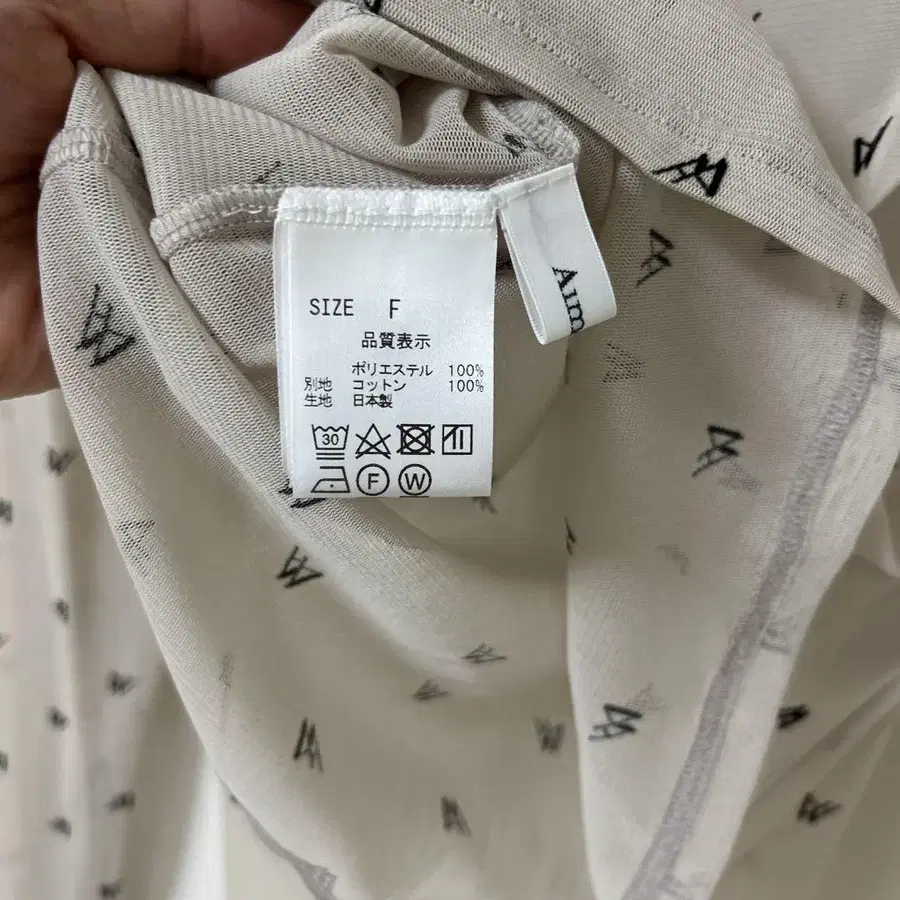 SIZE F
品質表示
ポリエステル 100%
別地 コットン 100%
生地 日本製
30
F W